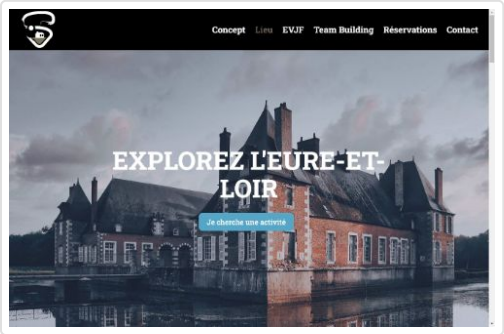 Concept Lieu EVJF Team Building Réservations Contact
EXPLOREZ L'EURE-ET-
LOIR
Je cherche une activité